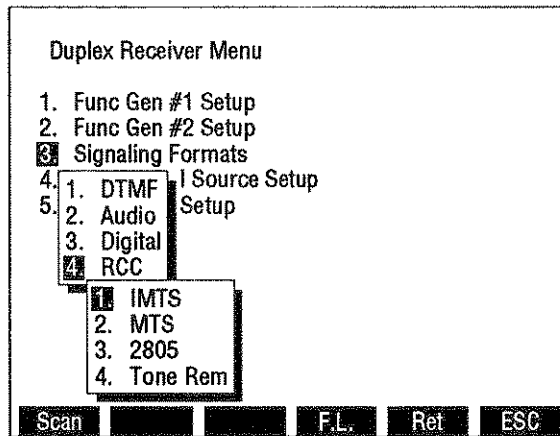 Duplex Receiver Menu
1. Func Gen #1 Setup
2. Func Gen #2 Setup
3. Signaling Formats
4. l Source Setup
5. Setup
1. DTMF
2. Audio
3. Digital
4. RCC
1. IMTS
2. MTS
3. 2805
4. Tone Rem
Scan F.L. Ret ESC